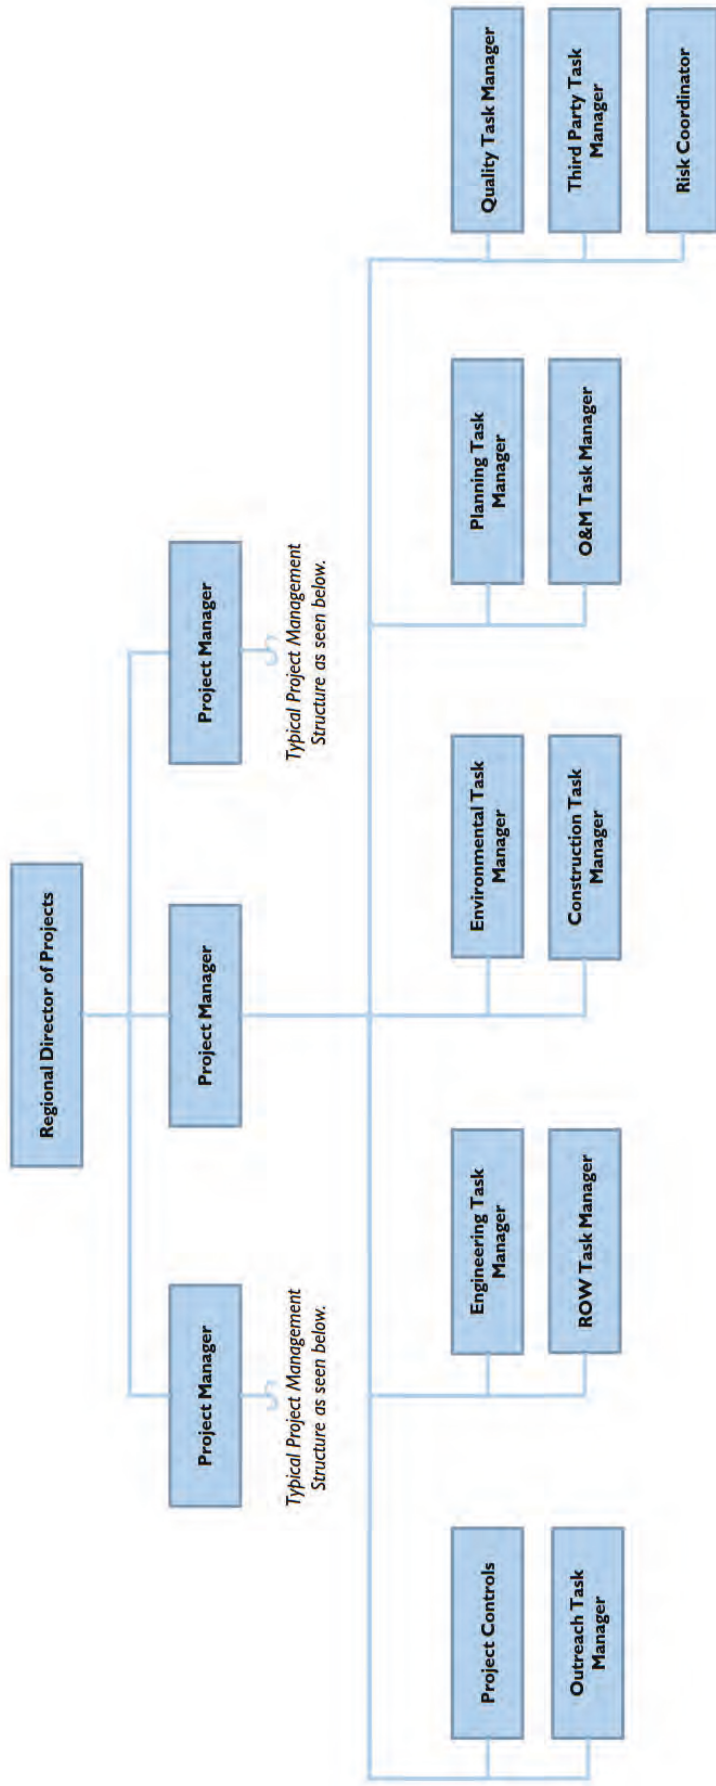 Regional Director of Projects
Project Manager
Typical Project Management
Structure as seen below.
Project Manager
Project Manager
Typical Project Management
Structure as seen below.
Project Controls
Outreach Task
Manager
Engineering Task
Manager
ROW Task Manager
Environmental Task
Manager
Construction Task
Manager
Planning Task
Manager
O&M Task Manager
Quality Task Manager
Third Party Task
Manager
Risk Coordinator